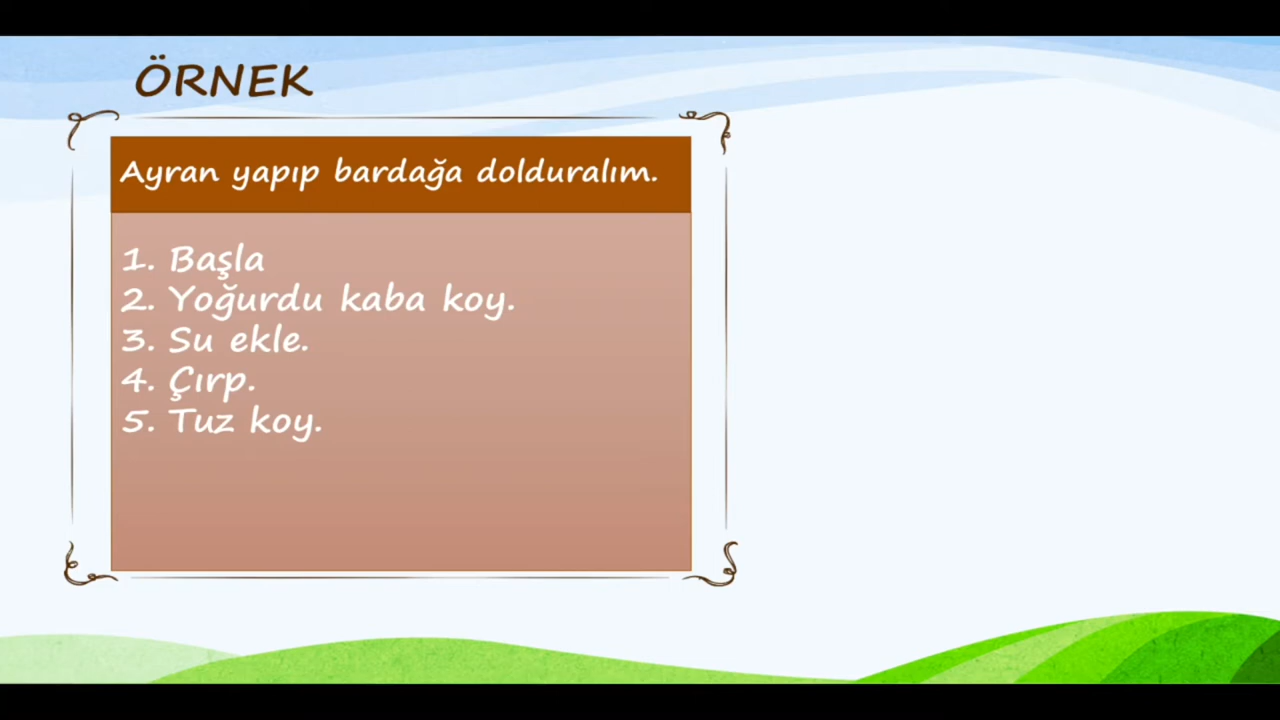 ÖRNEK
Ayran yapıp bardağa dolduralım.
1. Başla
2. Yoğurdu kaba koy.
3. Su ekle.
4. Çırp.
5. Tuz koy.